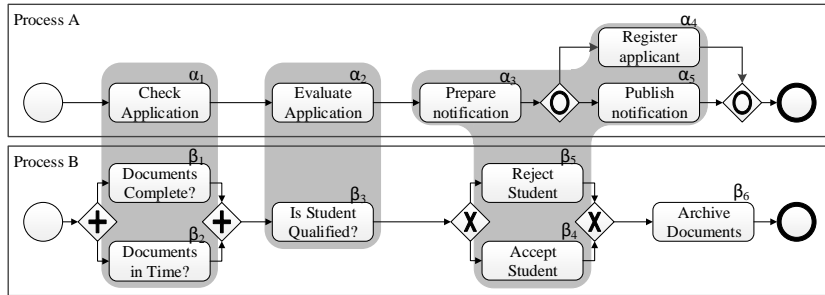 Process A
α1
Check
Application
α2
Evaluate
Application
α3
Prepare
notification
α4
Register
applicant
α5
Publish
notification
Process B
β1
Documents
Complete?
β2
Documents
in Time?
β3
Is Student
Qualified?
β5
Reject
Student
β4
Accept
Student
β6
Archive
Documents